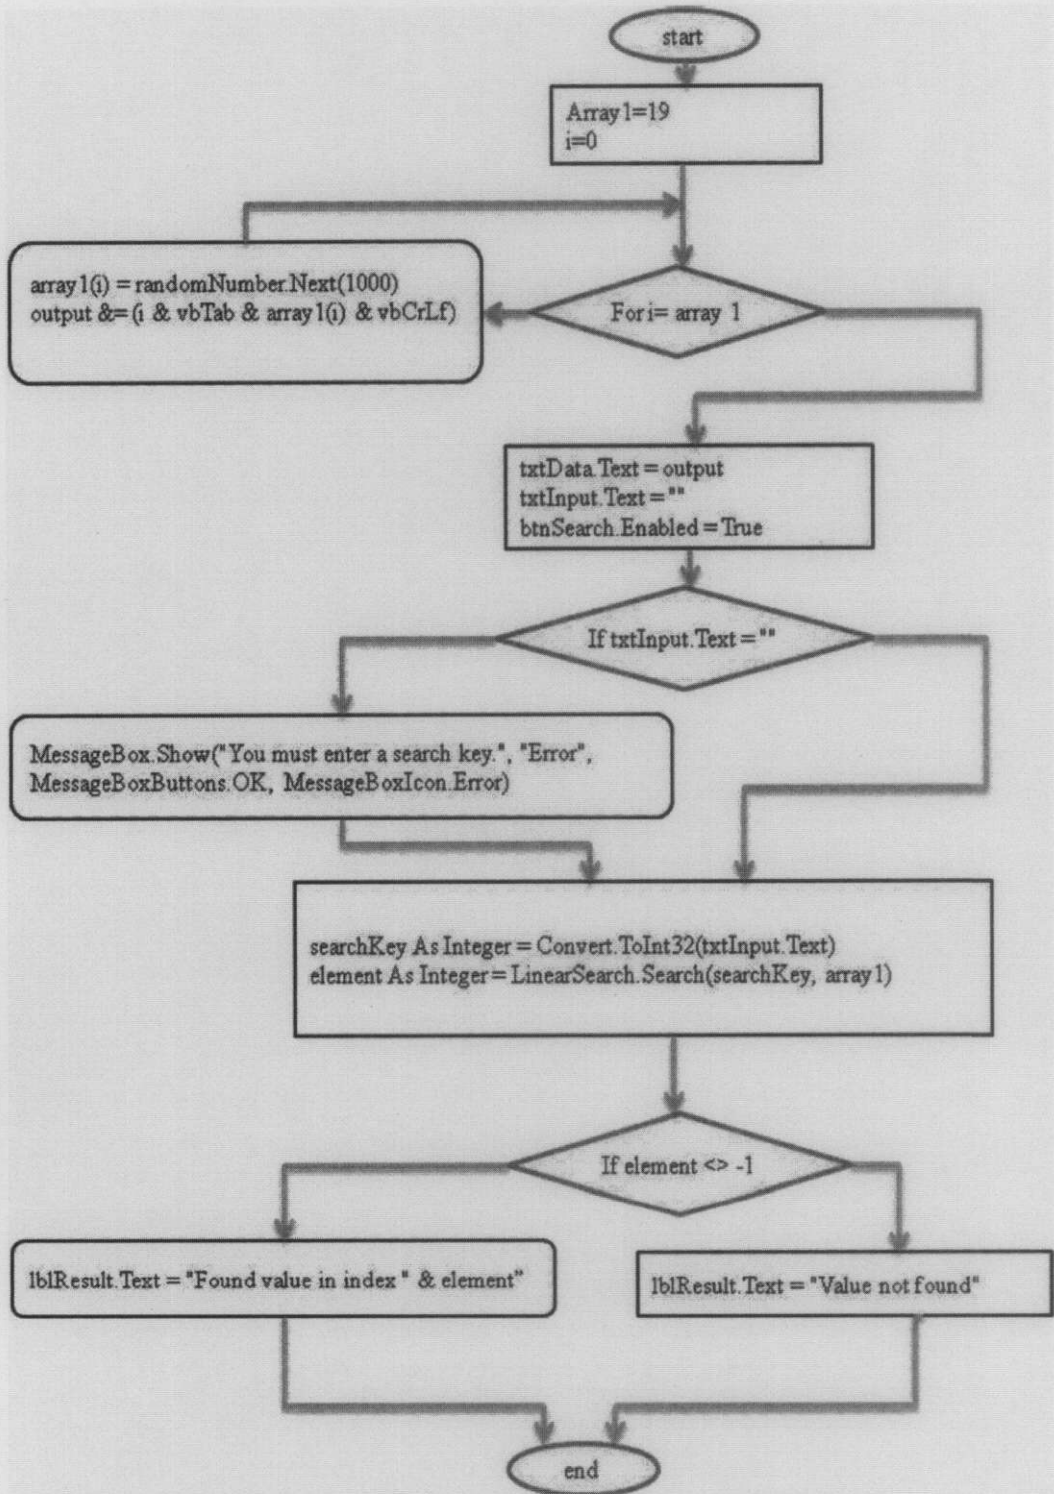 start
Array1=19
i=0
array1(i) = randomNumber.Next(1000)
output &= (i & vbTab & array1(i) & vbCrLf)
For i= array 1
txtData.Text = output
txtInput.Text = ""
btnSearch.Enabled = True
If txtInput.Text = ""
MessageBox.Show("You must enter a search key.", "Error",
MessageBoxButtons.OK, MessageBoxIcon.Error)
searchKey As Integer = Convert.ToInt32(txtInput.Text)
element As Integer = LinearSearch.Search(searchKey, array1)
If element <> -1
lblResult.Text = "Found value in index " & element"
lblResult.Text = "Value not found"
end